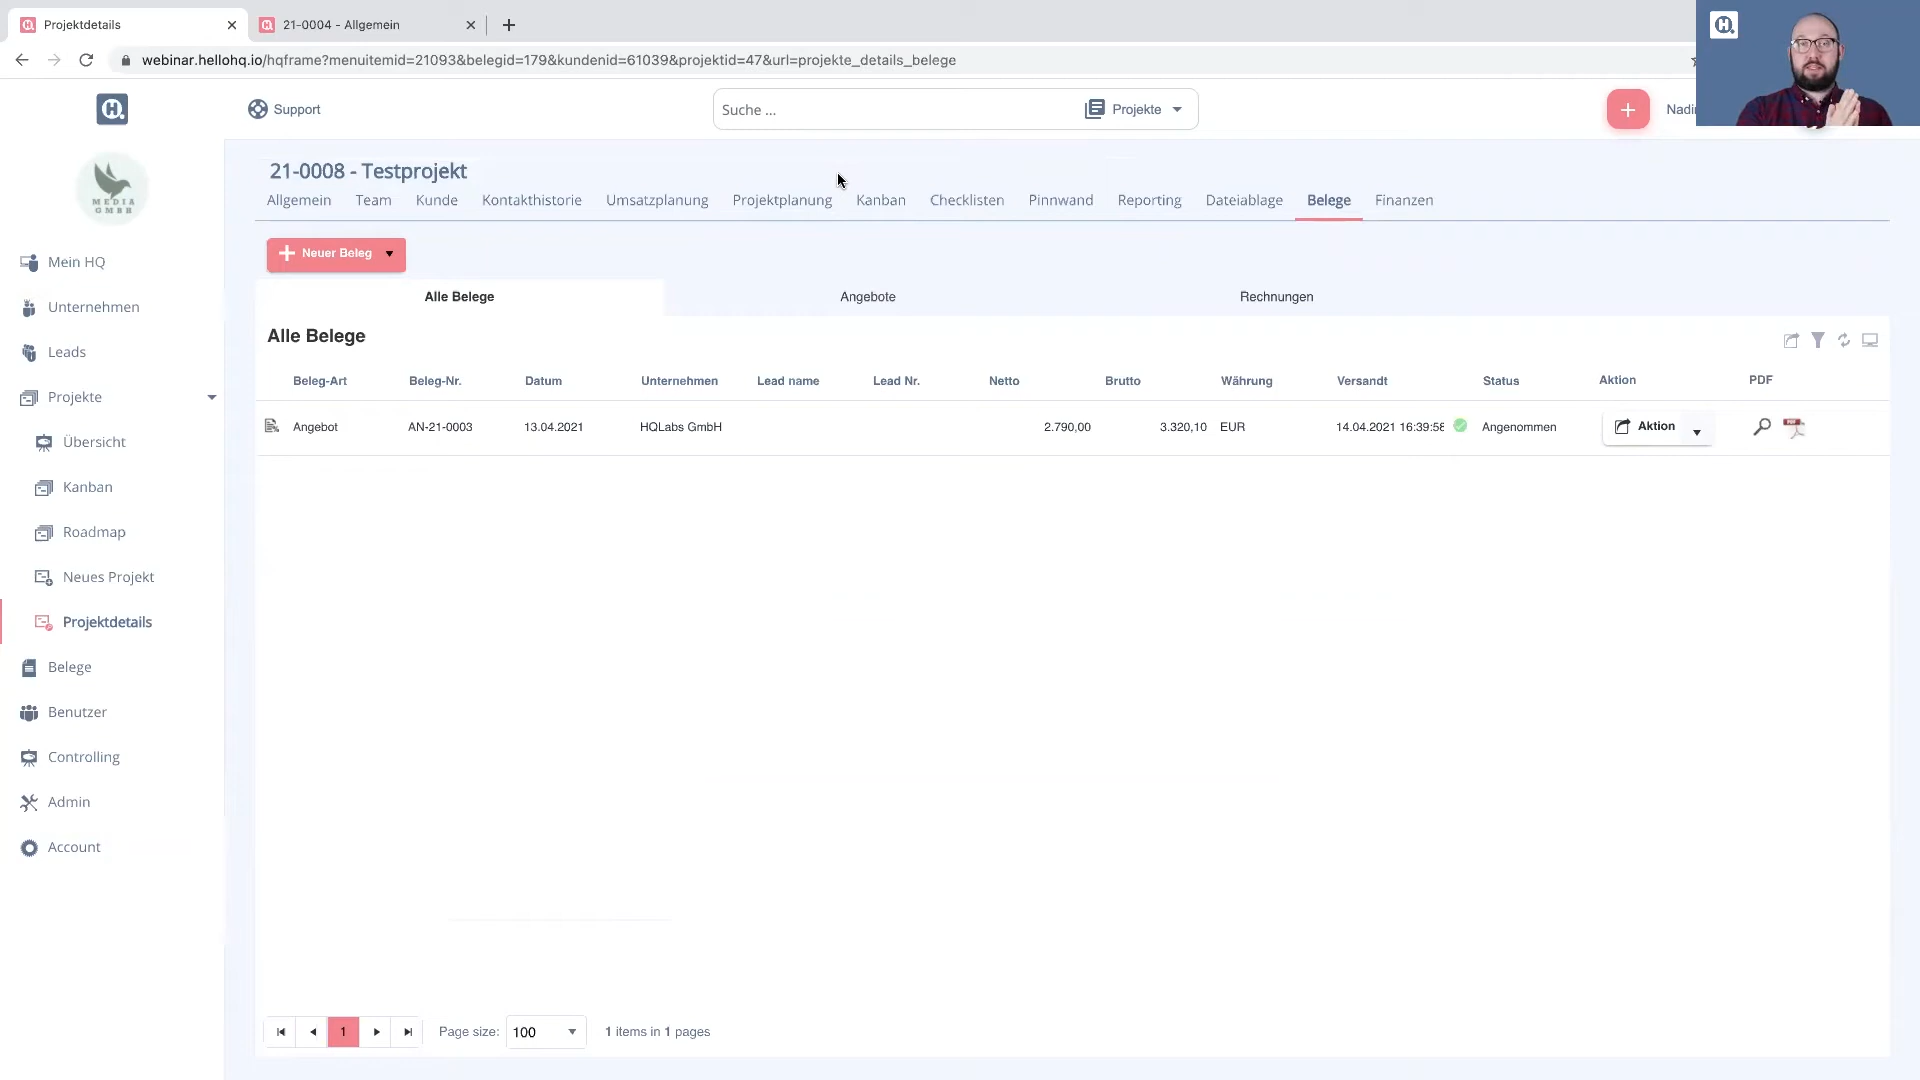 Projektdetails
21-0004 - Allgemein
webinar.hellohq.io/hqframe?menuitemid=21093&belegid=179&kundenid=61039&projektid=47&url=projekte_details_belege
Support
Suche ...
Projekte
MEDIA
GMBH
21-0008 - Testprojekt
Allgemein Team Kunde Kontakthistorie Umsatzplanung Projektplanung Kanban Checklisten Pinnwand Reporting Dateiablage Belege Finanzen
Neuer Beleg
Alle Belege Angebote Rechnungen
Alle Belege
Beleg-Art Beleg-Nr. Datum Unternehmen Lead name Lead Nr. Netto Brutto Währung Versandt Status Aktion PDF
Angebot AN-21-0003 13.04.2021 HQLabs GmbH 2.790,00 3.320,10 EUR 14.04.2021 16:39:58 Angenommen Aktion
Mein HQ
Unternehmen
Leads
Projekte
Übersicht
Kanban
Roadmap
Neues Projekt
Projektdetails
Belege
Benutzer
Controlling
Admin
Account
1 Page size: 100 1 items in 1 pages